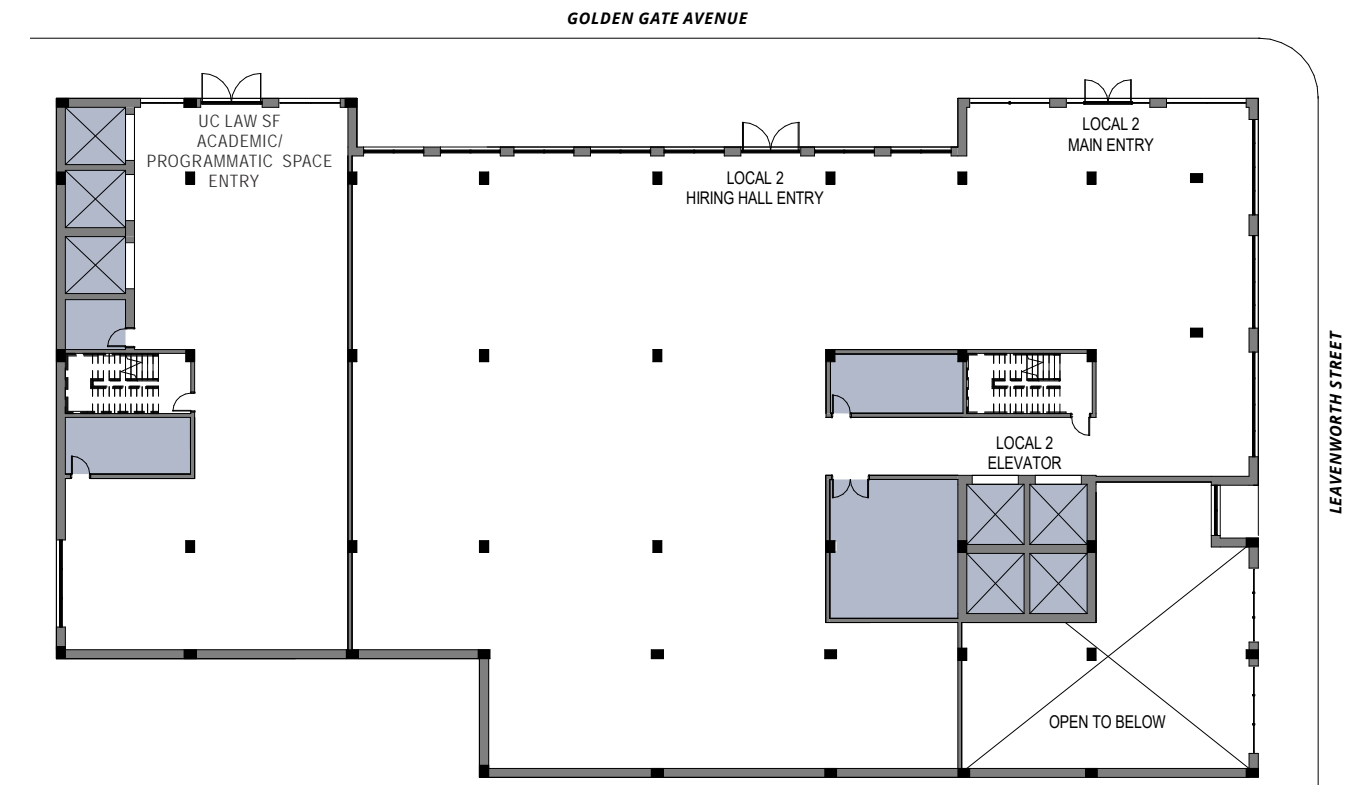 GOLDEN GATE AVENUE
UC LAW SF
ACADEMIC/
PROGRAMMATIC SPACE
ENTRY
LOCAL 2
HIRING HALL ENTRY
LOCAL 2
MAIN ENTRY
LEAVENWORTH STREET
LOCAL 2
ELEVATOR
OPEN TO BELOW